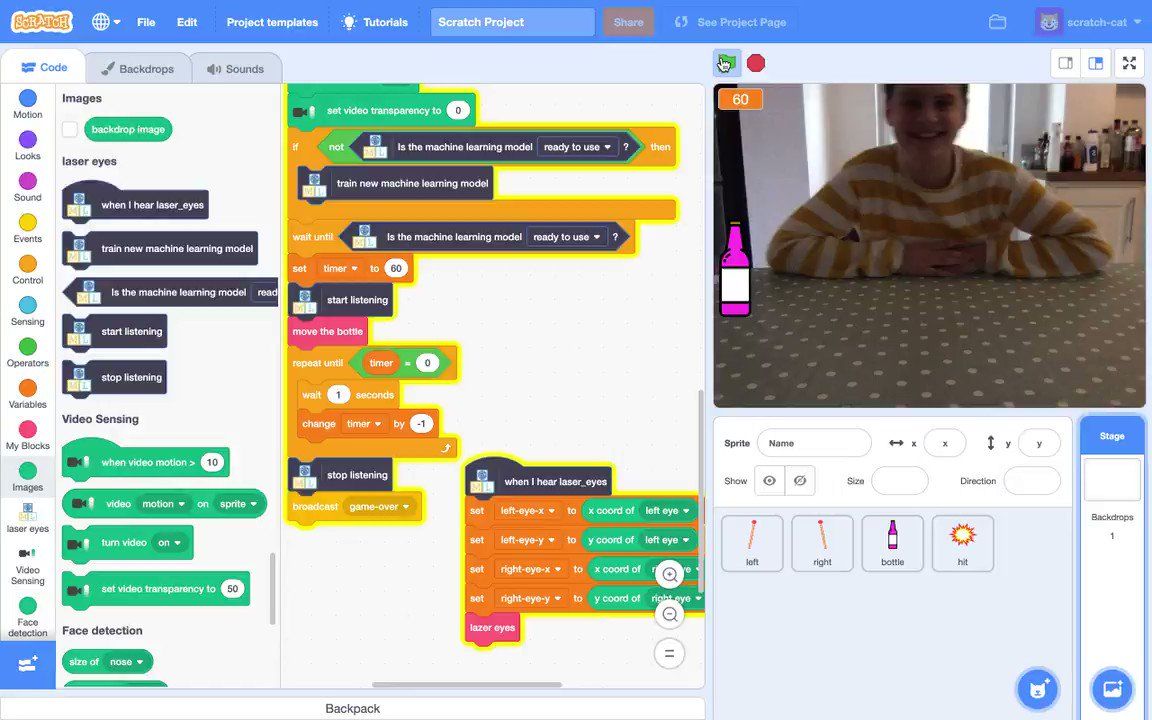 SCRATCH File Edit Project templates Tutorials Scratch Project Share See Project Page scratch-cat
Code Backdrops Sounds
Motion
Looks
Sound
Events
Control
Sensing
Operators
Variables
My Blocks
Images
laser eyes
Video
Sensing
Face
detection
Images
backdrop image
laser eyes
when I hear laser_eyes
train new machine learning model
Is the machine learning model read
start listening
stop listening
Video Sensing
when video motion > 10
video motion on sprite
turn video on
set video transparency to 50
Face detection
size of nose
set video transparency to 0
if not Is the machine learning model ready to use ? then
train new machine learning model
wait until Is the machine learning model ready to use ?
set timer to 60
start listening
move the bottle
repeat until timer = 0
wait 1 seconds
change timer by -1
stop listening
broadcast game-over
when I hear laser_eyes
set left-eye-x to x coord of left eye
set left-eye-y to y coord of left eye
set right-eye-x to x coord of
set right-eye-y to y coord of right eye
lazer eyes
Backpack
60
Sprite Name x x y y
Show Size Direction
left right bottle hit
Stage
Backdrops
1